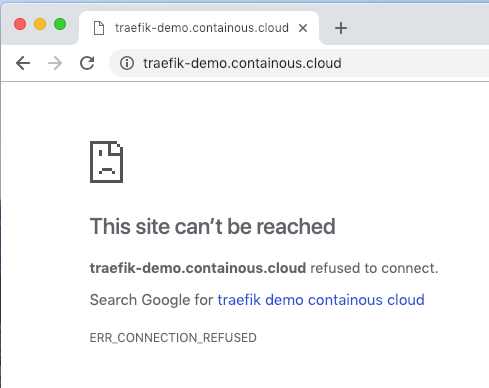 traefik-demo.containous.cloud
traefik-demo.containous.cloud
This site can’t be reached
traefik-demo.containous.cloud refused to connect.
Search Google for traefik demo containous cloud
ERR_CONNECTION_REFUSED